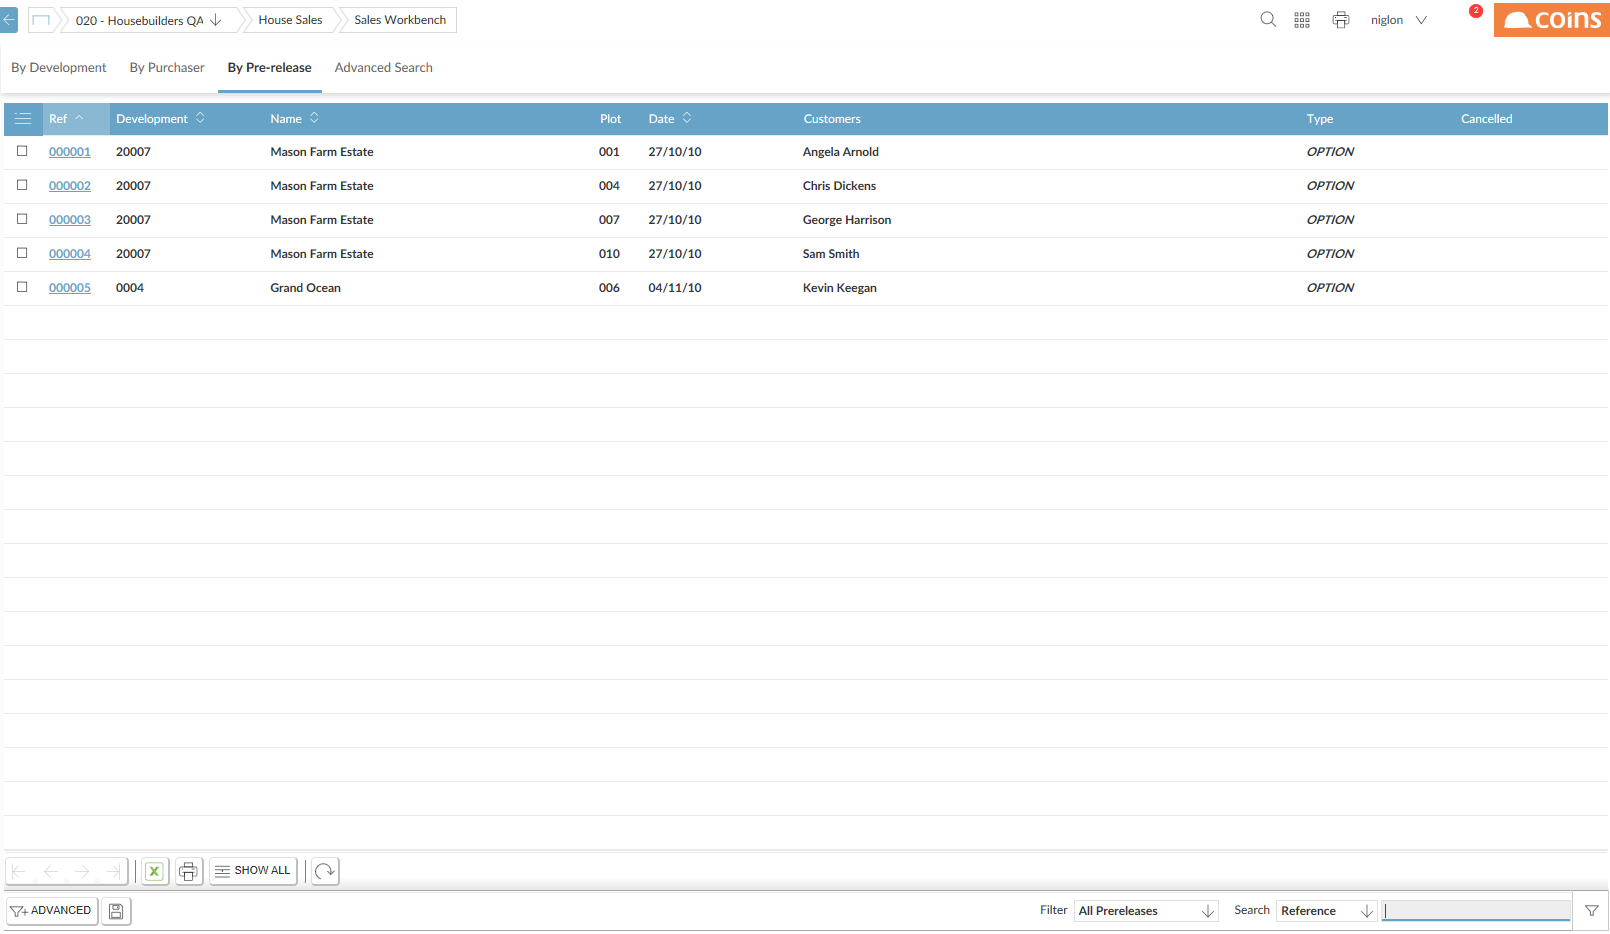 020 - Housebuilders QA House Sales Sales Workbench niglon 2 coins
By Development By Purchaser By Pre-release Advanced Search
Ref Development Name Plot Date Customers Type Cancelled
000001 20007 Mason Farm Estate 001 27/10/10 Angela Arnold OPTION
000002 20007 Mason Farm Estate 004 27/10/10 Chris Dickens OPTION
000003 20007 Mason Farm Estate 007 27/10/10 George Harrison OPTION
000004 20007 Mason Farm Estate 010 27/10/10 Sam Smith OPTION
000005 0004 Grand Ocean 006 04/11/10 Kevin Keegan OPTION
X SHOW ALL
ADVANCED Filter All Prereleases Search Reference